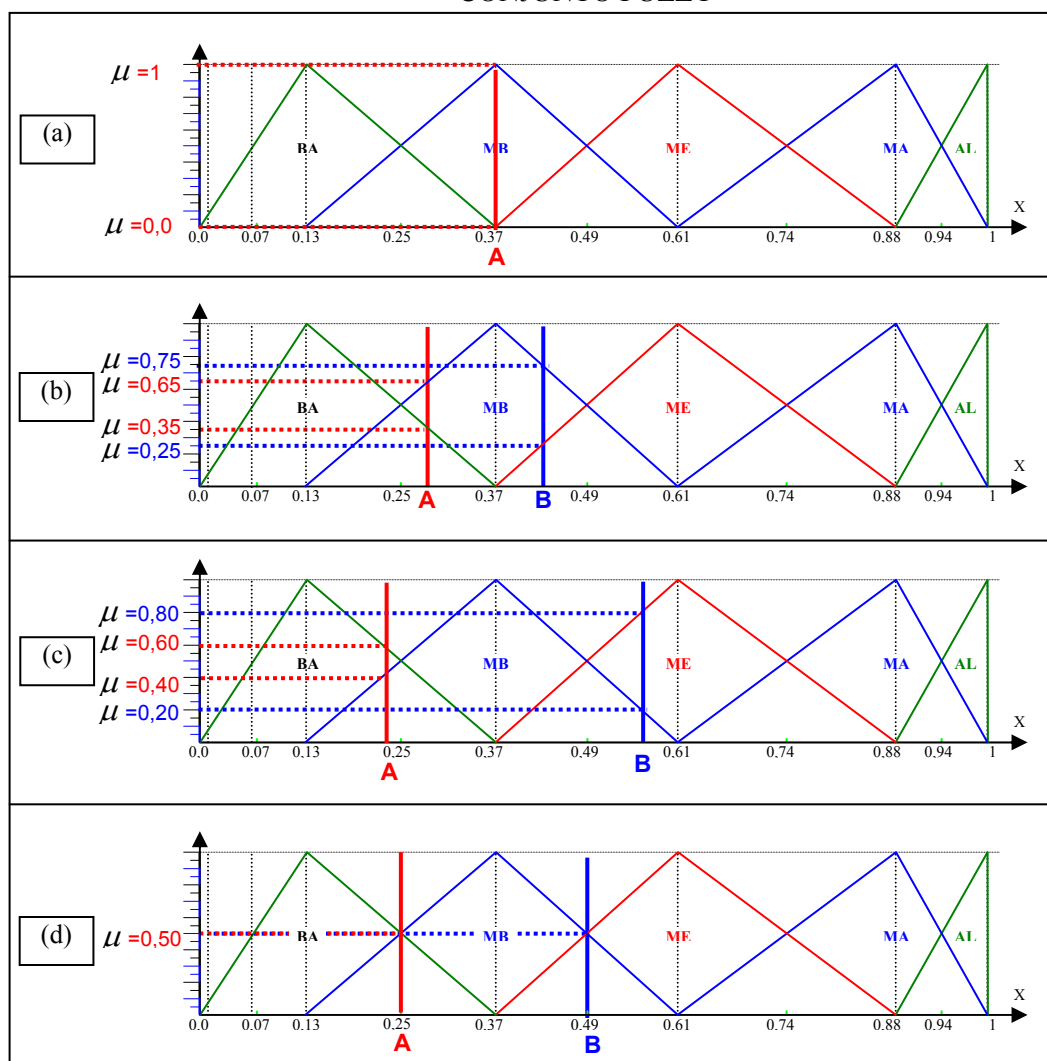 μ =1
(a)
BA MB ME MA AL
μ =0,0
X
0.0 0,07 0,13 0,25 0,37 0,49 0,61 0,74 0,88 0,94 1
A
μ =0,75
μ =0,65
(b)
BA MB ME MA AL
μ =0,35
μ =0,25
X
0.0 0,07 0,13 0,25 0,37 0,49 0,61 0,74 0,88 0,94 1
A B
μ =0,80
μ =0,60
(c)
BA MB ME MA AL
μ =0,40
μ =0,20
X
0.0 0,07 0,13 0,25 0,37 0,49 0,61 0,74 0,88 0,94 1
A B
(d)
μ =0,50
BA MB ME MA AL
X
0.0 0,07 0,13 0,25 0,37 0,49 0,61 0,74 0,88 0,94 1
A B